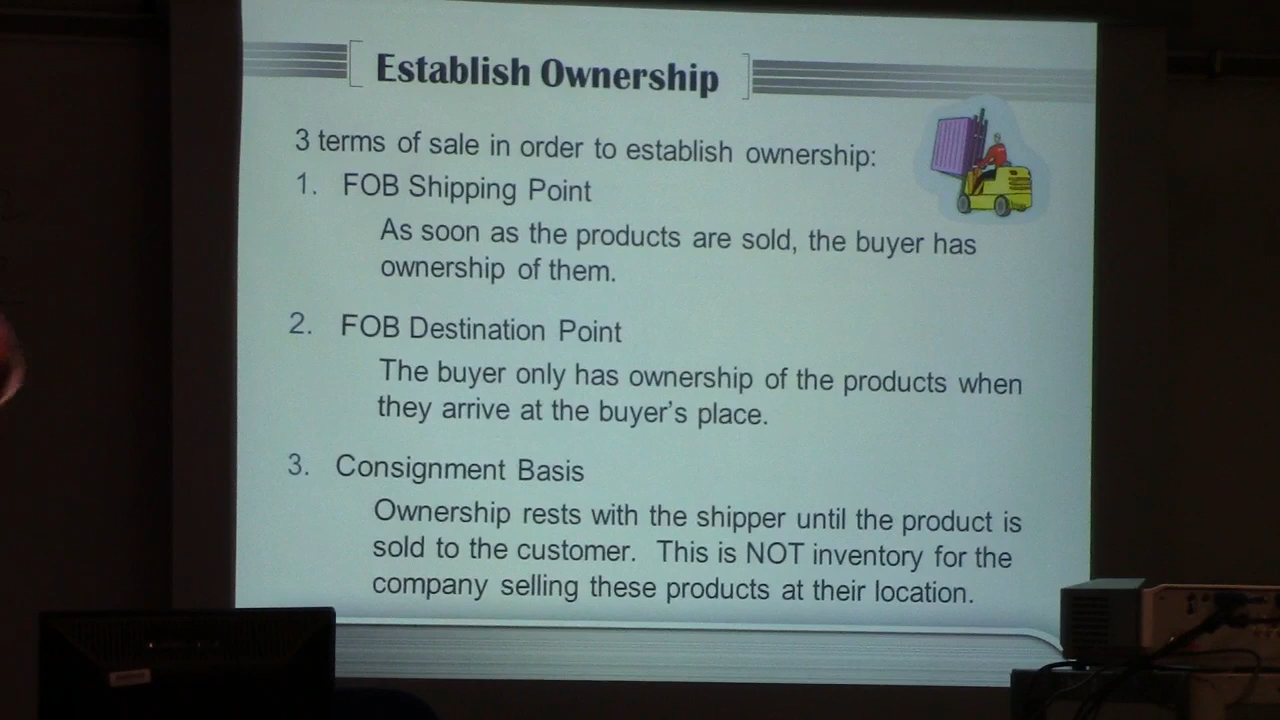 Establish Ownership
3 terms of sale in order to establish ownership:
1. FOB Shipping Point
As soon as the products are sold, the buyer has
ownership of them.
2. FOB Destination Point
The buyer only has ownership of the products when
they arrive at the buyer's place.
3. Consignment Basis
Ownership rests with the shipper until the product is
sold to the customer. This is NOT inventory for the
company selling these products at their location.